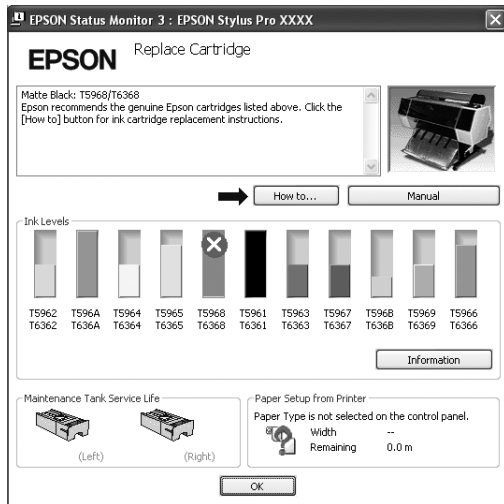 EPSON Status Monitor 3 : EPSON Stylus Pro XXXX
EPSON
Replace Cartridge
Matte Black: T5968/T6368
Epson recommends the genuine Epson cartridges listed above. Click the
[How to] button for ink cartridge replacement instructions.
How to...
Manual
Ink Levels
T5962 T596A T5964 T5965 T5968 T5961 T5963 T5967 T596B T5969 T5966
T6362 T636A T6364 T6365 T6368 T6361 T6363 T6367 T636B T6369 T6366
Information
Maintenance Tank Service Life
(Left) (Right)
Paper Setup from Printer
Paper Type is not selected on the control panel.
Width --
Remaining 0.0 m
OK